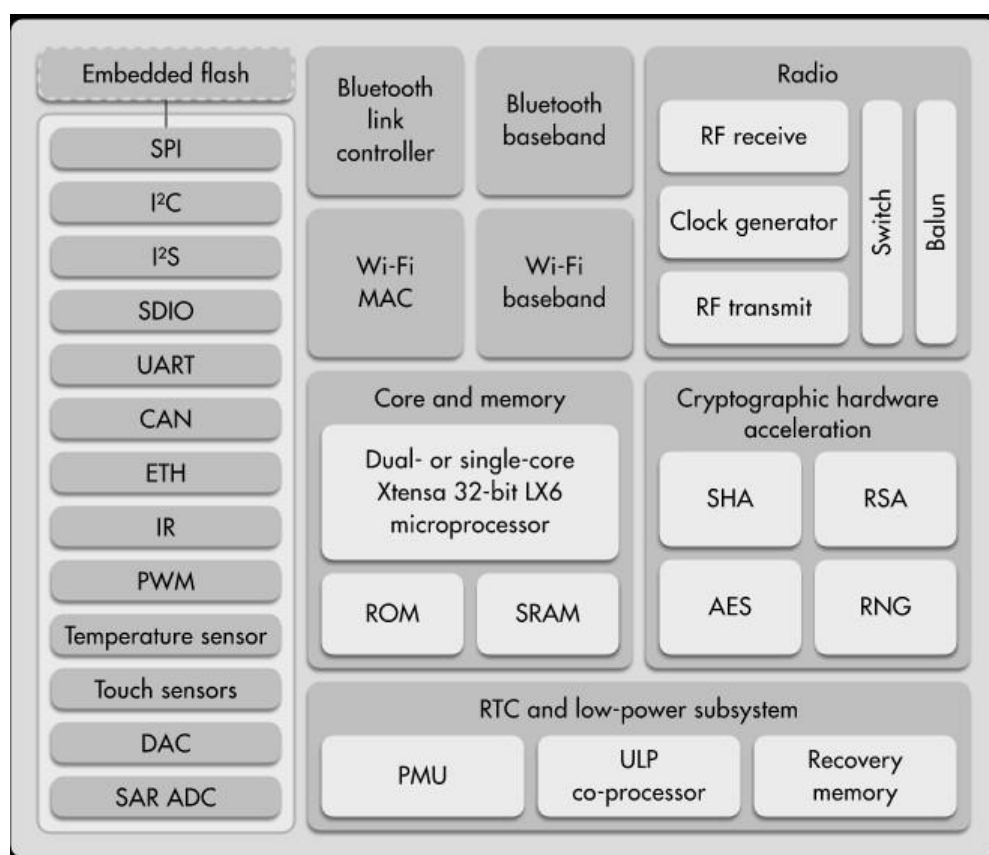 Embedded flash
SPI
I²C
I²S
SDIO
UART
CAN
ETH
IR
PWM
Temperature sensor
Touch sensors
DAC
SAR ADC
Bluetooth
link
controller
Bluetooth
baseband
Wi-Fi
MAC
Wi-Fi
baseband
Radio
RF receive
Clock generator
RF transmit
Switch
Balun
Core and memory
Dual- or single-core
Xtensa 32-bit LX6
microprocessor
ROM
SRAM
Cryptographic hardware
acceleration
SHA
RSA
AES
RNG
RTC and low-power subsystem
PMU
ULP
co-processor
Recovery
memory